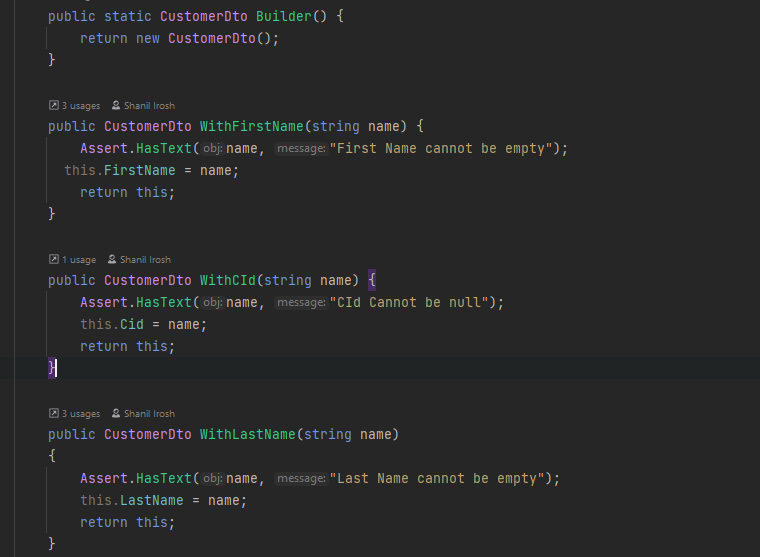 public static CustomerDto Builder() {
return new CustomerDto();
}
3 usages Shanil Irosh
public CustomerDto WithFirstName(string name) {
Assert.HasText( obj: name, message: "First Name cannot be empty");
this.FirstName = name;
return this;
}
1 usage Shanil Irosh
public CustomerDto WithCId(string name) {
Assert.HasText( obj: name, message: "CId Cannot be null");
this.Cid = name;
return this;
}
3 usages Shanil Irosh
public CustomerDto WithLastName(string name)
{
Assert.HasText( obj: name, message: "Last Name cannot be empty");
this.LastName = name;
return this;
}